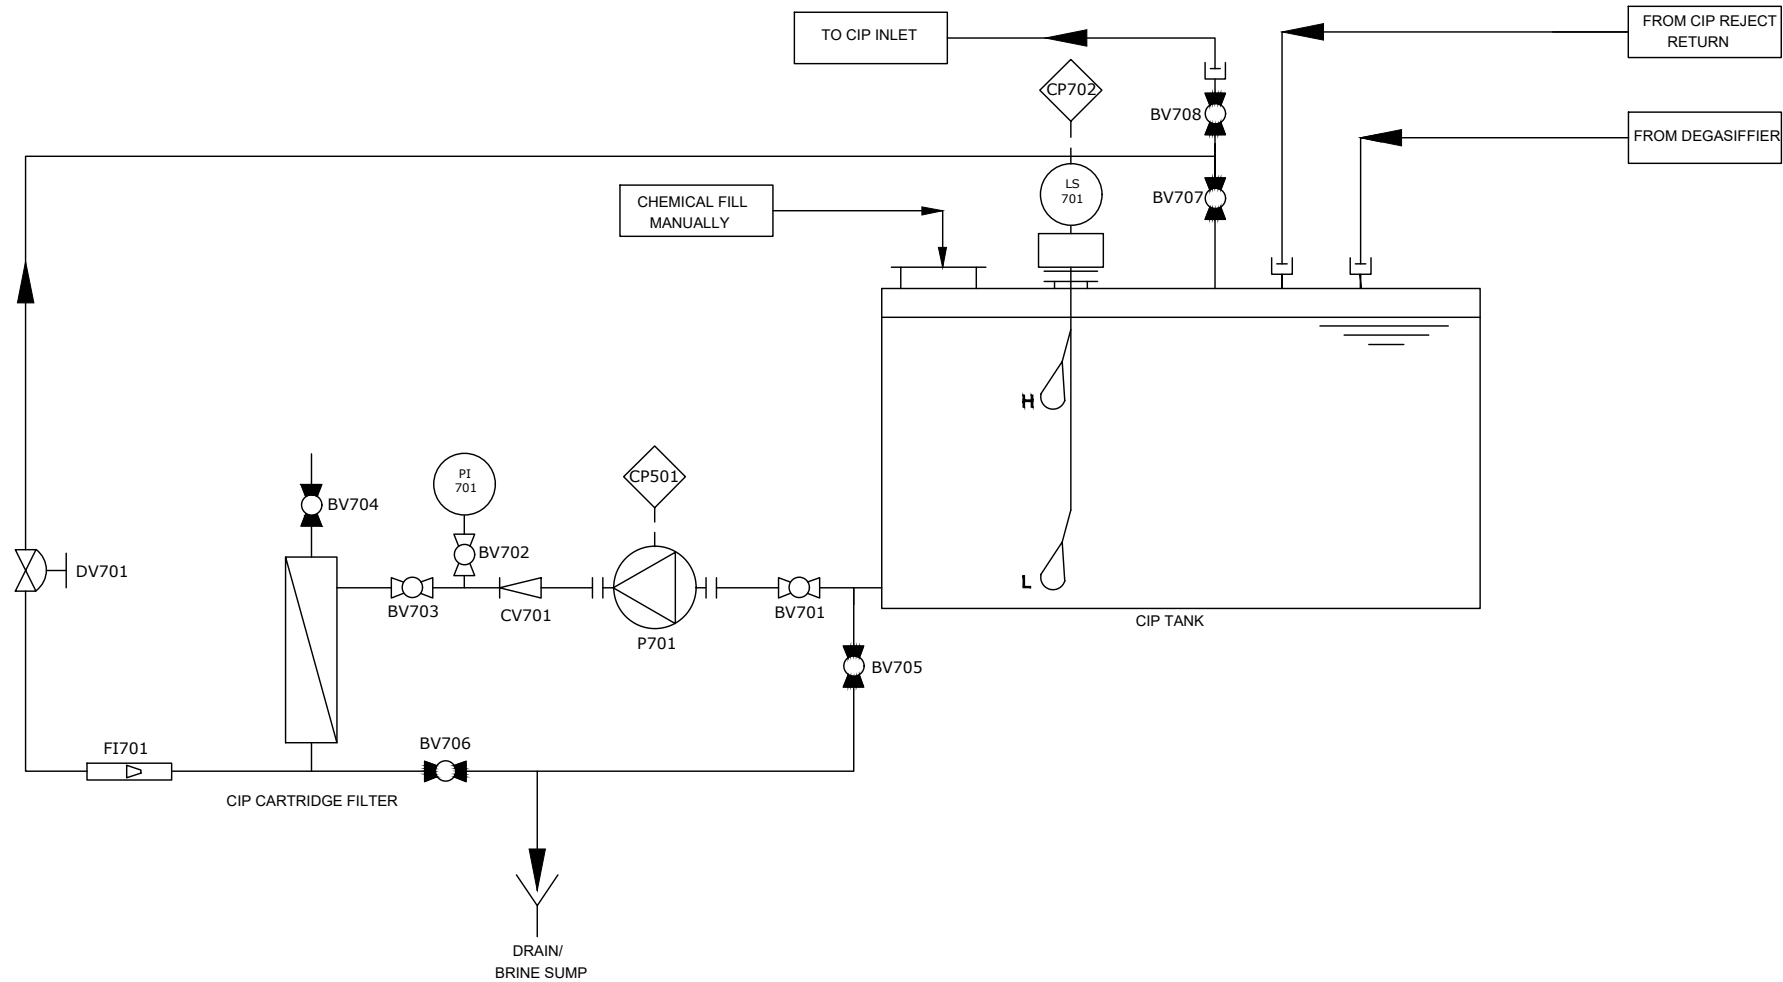 TO CIP INLET
FROM CIP REJECT
RETURN
CP702
BV708
FROM DEGASIFFIER
LS
701
BV707
CHEMICAL FILL
MANUALLY
H
PI
701
CP501
BV704
BV702
DV701
BV703
CV701
P701
BV701
L
CIP TANK
BV705
FI701
BV706
CIP CARTRIDGE FILTER
DRAIN/
BRINE SUMP